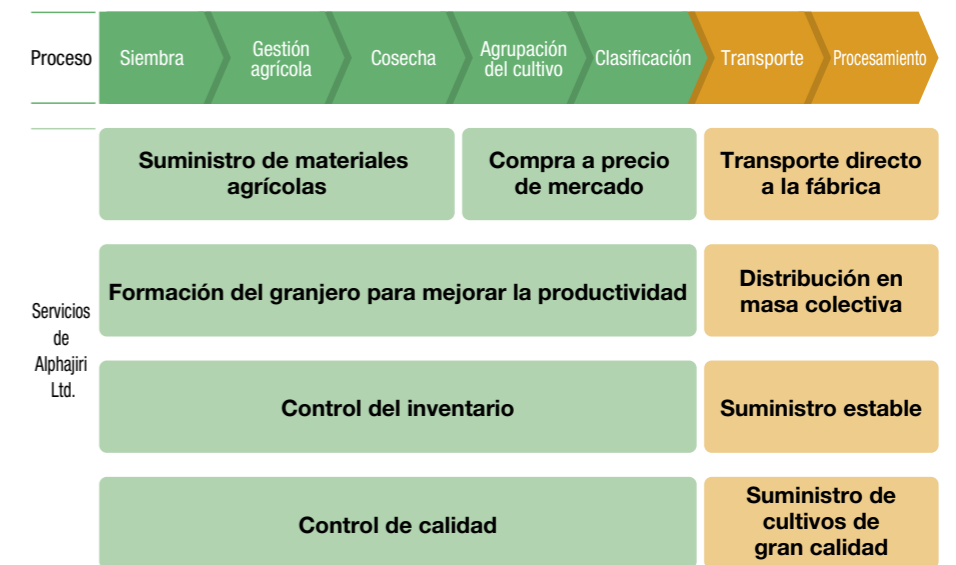 Proceso
Siembra
Gestión
agrícola
Cosecha
Agrupación
del cultivo
Clasificación
Transporte
Procesamiento
Servicios
de
Alphajiri
Ltd.
Suministro de materiales
agrícolas
Compra a precio
de mercado
Transporte directo
a la fábrica
Formación del granjero para mejorar la productividad
Distribución en
masa colectiva
Control del inventario
Suministro estable
Control de calidad
Suministro de
cultivos de
gran calidad